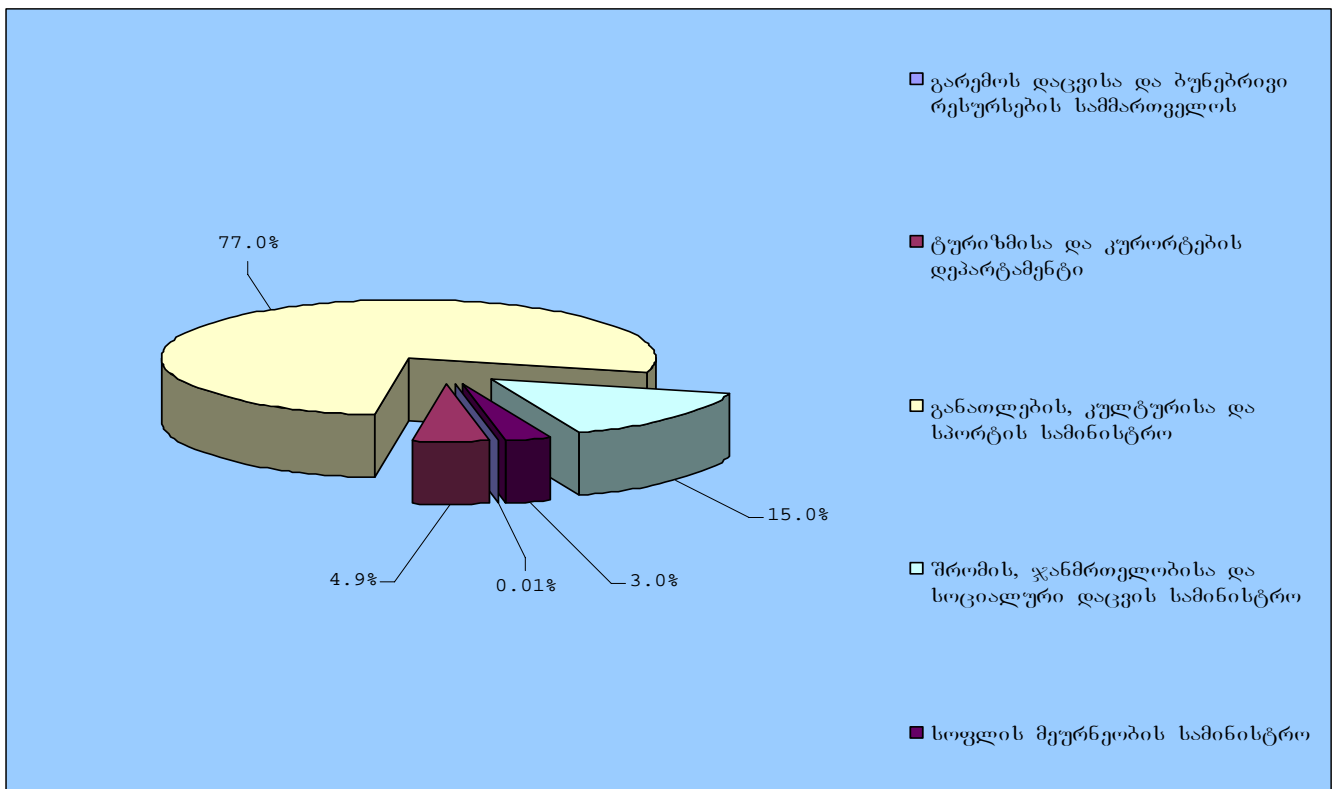 გარემოს დაცვისა და ბუნებრივი
რესურსების სამმართველოს
77.0%
ტურიზმისა და კურორტების
დეპარტამენტი
განათლების, კულტურისა და
სპორტის სამინისტრო
15.0%
4.9%
0.01%
3.0%
შრომის, ჯანმრთელობისა და
სოციალური დაცვის სამინისტრო
სოფლის მეურნეობის სამინისტრო